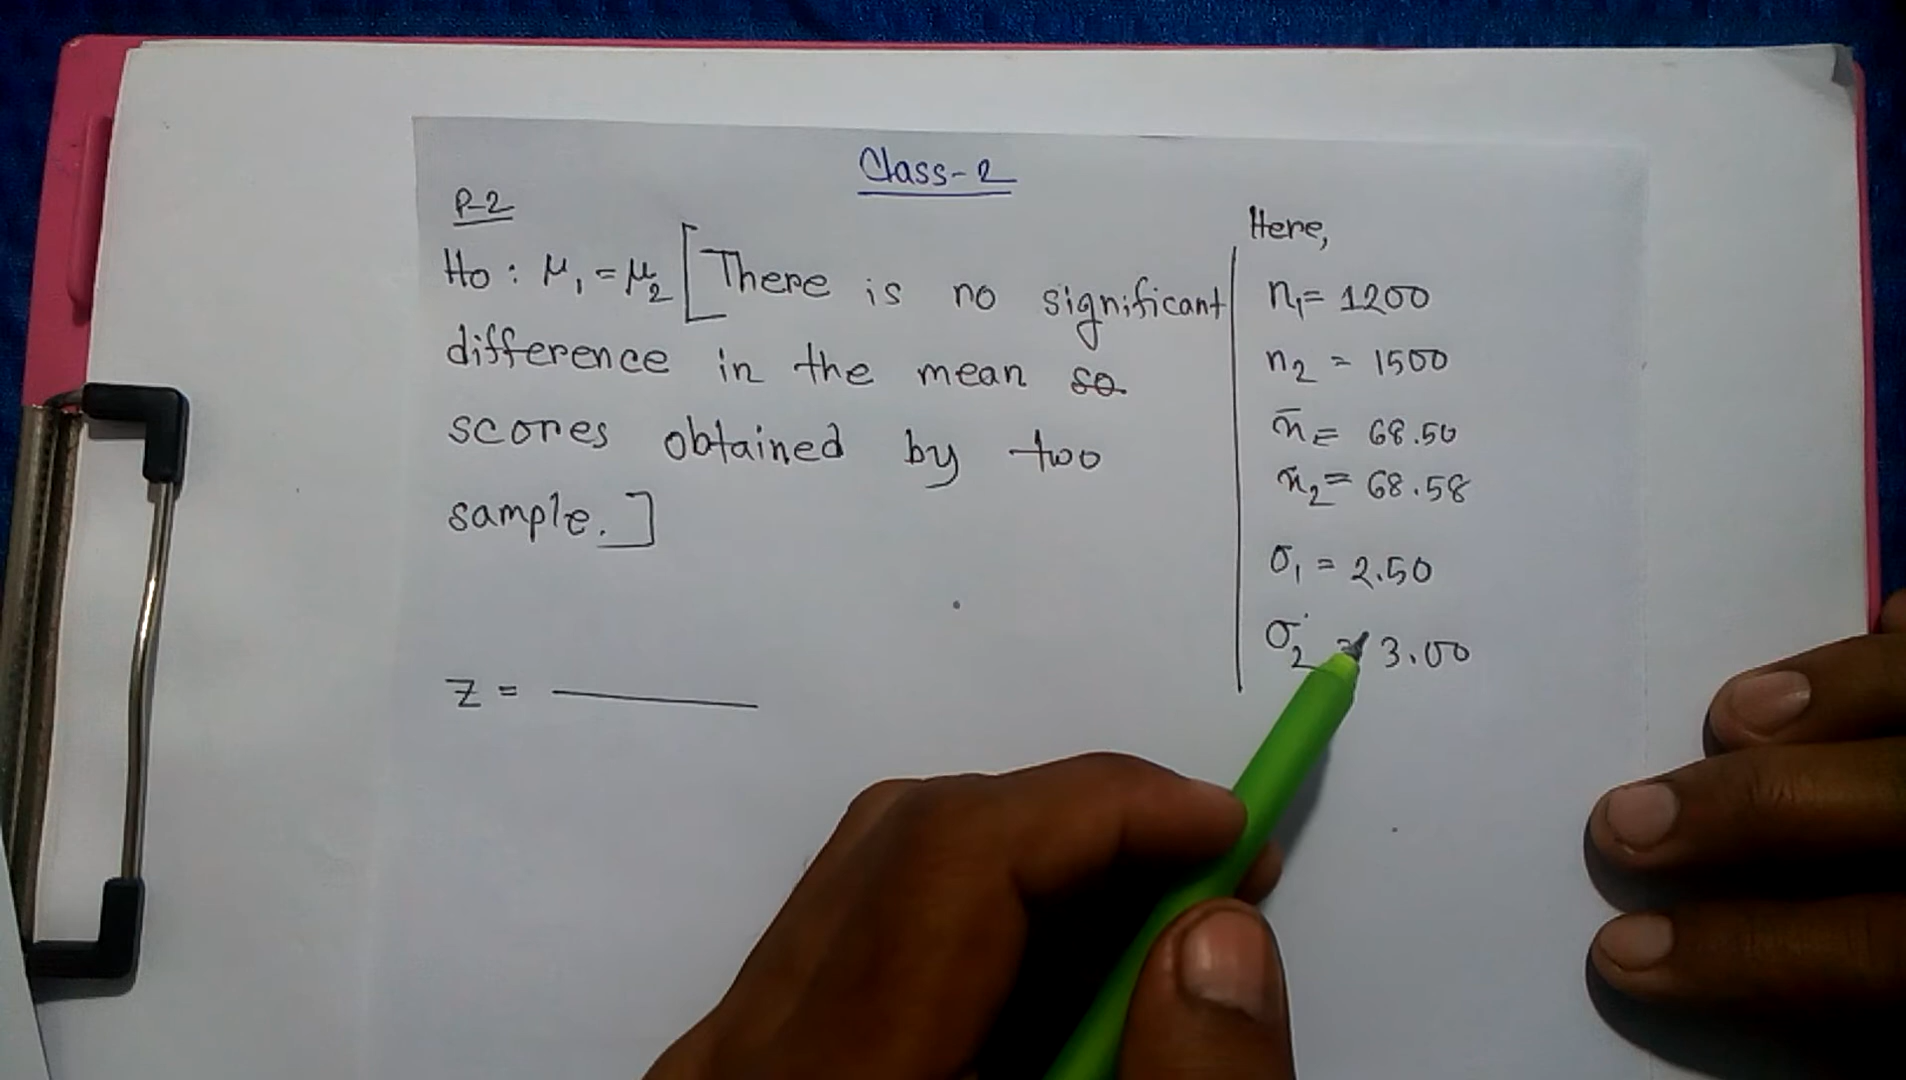 Class-2
P-2
Ho : μ₁ = μ₂ [There is no significant
difference in the mean so
scores obtained by two
sample.]
z =
Here,
n₁= 1200
n₂ = 1500
x̄ = 68.50
x̄₂= 68.58
σ₁ = 2.50
σ₂ = 3.00